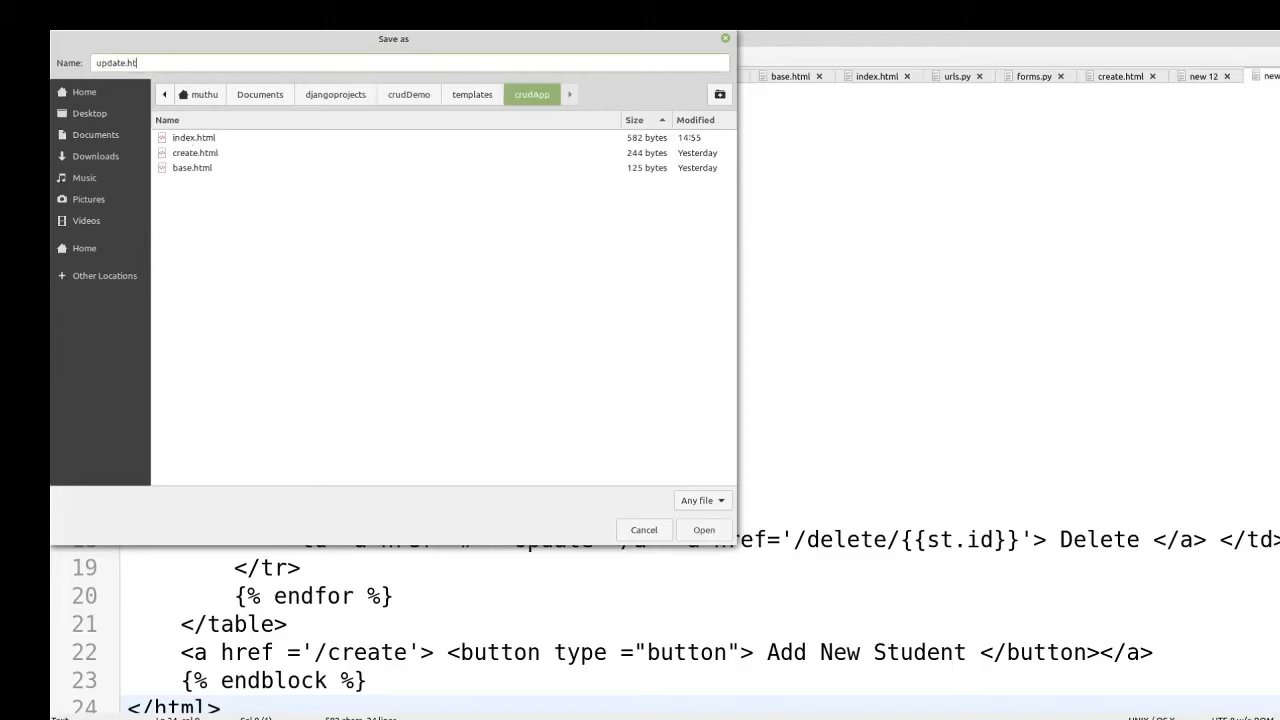 Save as
Name: update.ht
base.html index.html urls.py forms.py create.html new 12 new
muthu Documents djangoprojects crudDemo templates crudApp
Home
Desktop
Documents
Downloads
Music
Pictures
Videos
Home
Other Locations
Name Size Modified
index.html 582 bytes 14:55
create.html 244 bytes Yesterday
base.html 125 bytes Yesterday
Any file
Cancel Open
href='/delete/{{st.id}}'> Delete </a> </td>
19 </tr>
20 {% endfor %}
21 </table>
22 <a href ='/create'> <button type ="button"> Add New Student </button></a>
23 {% endblock %}
24 </html>